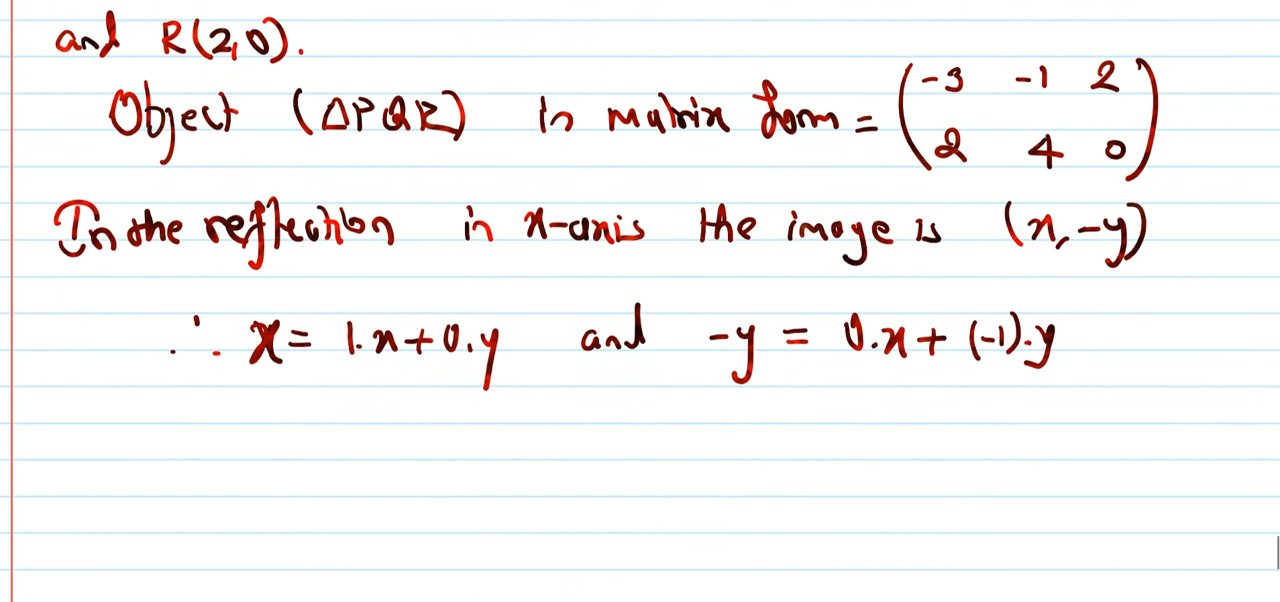 and R(2,0).
Object (△PQR) in matrix form = (-3 -1 2
2 4 0)
In the reflection in x-axis the image is (x, -y)
∴ x = 1.x+0.y and -y = 0.x + (-1).y